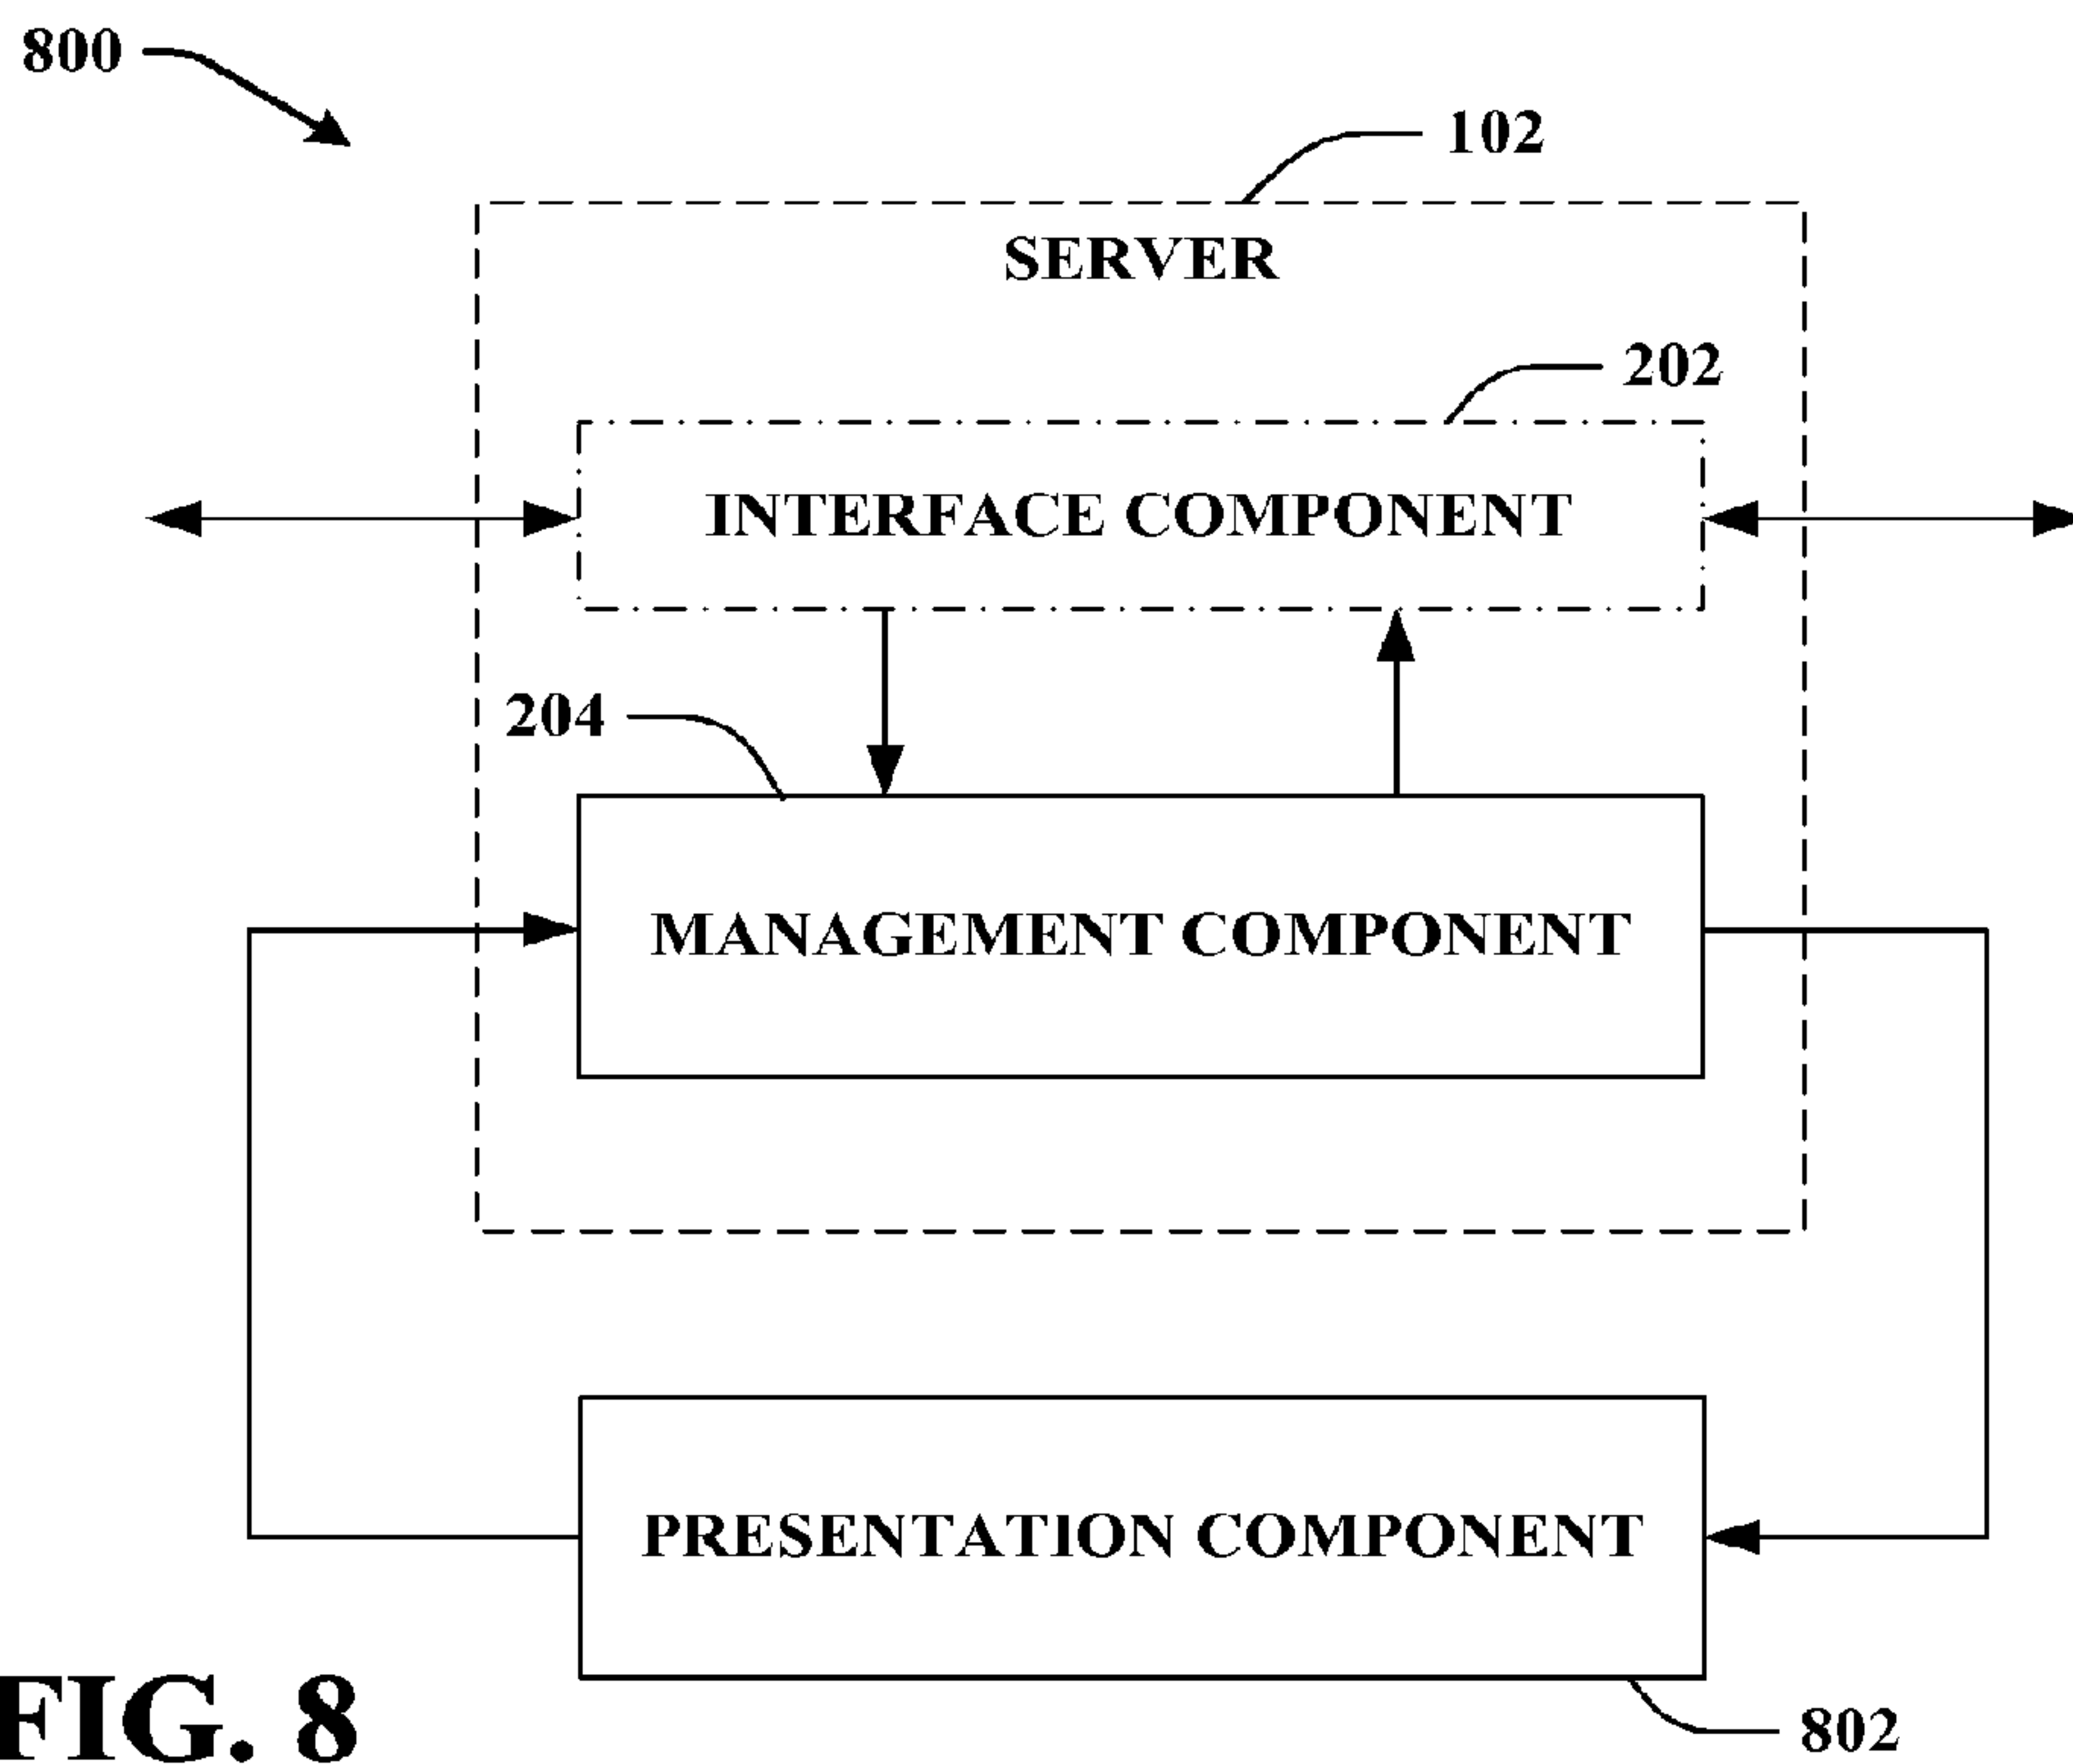 800
102
SERVER
202
INTERFACE COMPONENT
204
MANAGEMENT COMPONENT
PRESENTATION COMPONENT
FIG. 8
802